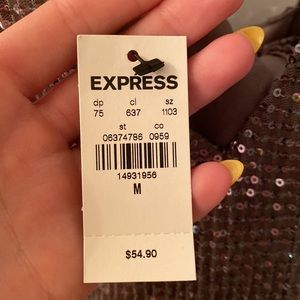 EXPRESS
dp cl sz
75 637 1103
st co
06374786 0959
14931956
M
$54.90